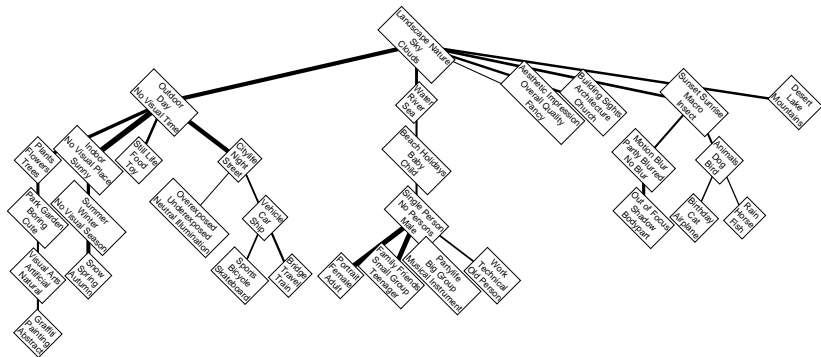 Landscape Nature
Sky
Clouds
Outdoor
Day
No Visual Time
Water
River
Sea
Aesthetic Impression
Overall Quality
Fancy
Building Sights
Architecture
Church
Sunset Sunrise
Macro
Insect
Desert
Lake
Mountains
Plants
Flowers
Trees
Indoor
No Visual Place
Sunny
Still Life
Food
Toy
Citylife
Night
Street
Beach Holidays
Baby
Child
Motion Blur
Partly Blurred
No Blur
Animals
Dog
Bird
Park Garden
Boring
Cute
Summer
Winter
No Visual Season
Overexposed
Underexposed
Neutral Illumination
Vehicle
Car
Ship
Single Person
No Persons
Male
Out of Focus
Shadow
Bodypart
Birthday
Cat
Airplane
Rain
Horse
Fish
Visual Arts
Artificial
Natural
Snow
Spring
Autumn
Sports
Bicycle
Skateboard
Bridge
Travel
Train
Portrait
Female
Adult
Family Friends
Small Group
Teenager
Partylife
Big Group
Musical Instrument
Work
Technical
Old Person
Graffiti
Painting
Abstract